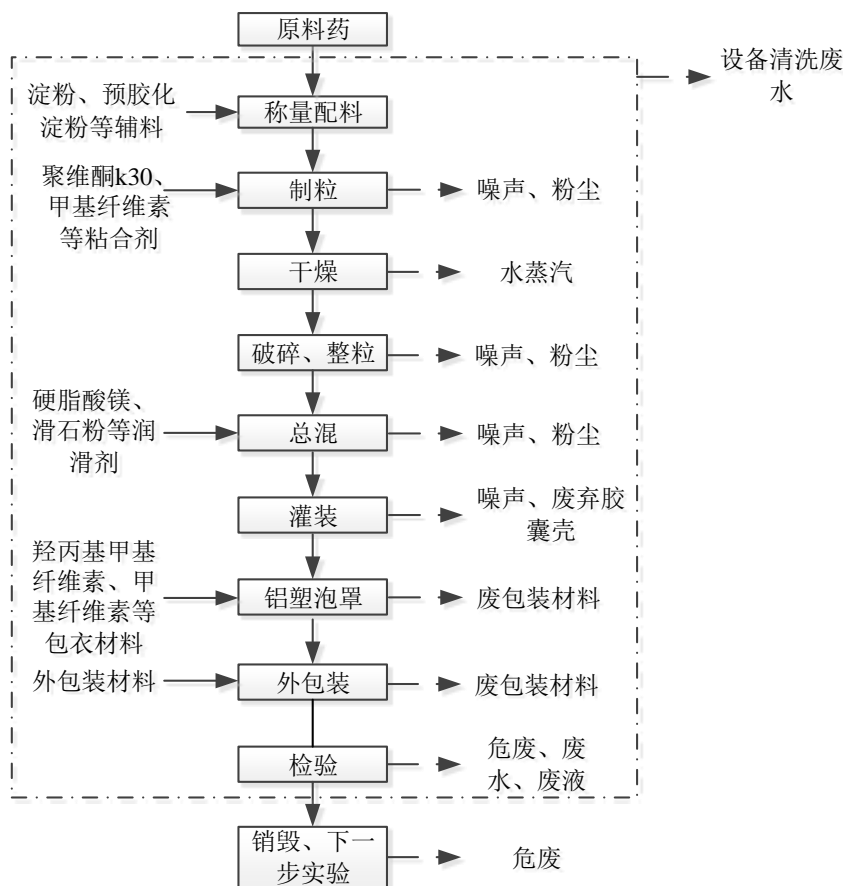 原料药
设备清洗废
水
淀粉、预胶化
淀粉等辅料
称量配料
聚维酮k30、
甲基纤维素
等粘合剂
制粒
噪声、粉尘
干燥
水蒸汽
破碎、整粒
噪声、粉尘
硬脂酸镁、
滑石粉等润
滑剂
总混
噪声、粉尘
灌装
噪声、废弃胶
囊壳
羟丙基甲基
纤维素、甲
基纤维素等
包衣材料
铝塑泡罩
废包装材料
外包装材料
外包装
废包装材料
检验
危废、废
水、废液
销毁、下一
步实验
危废